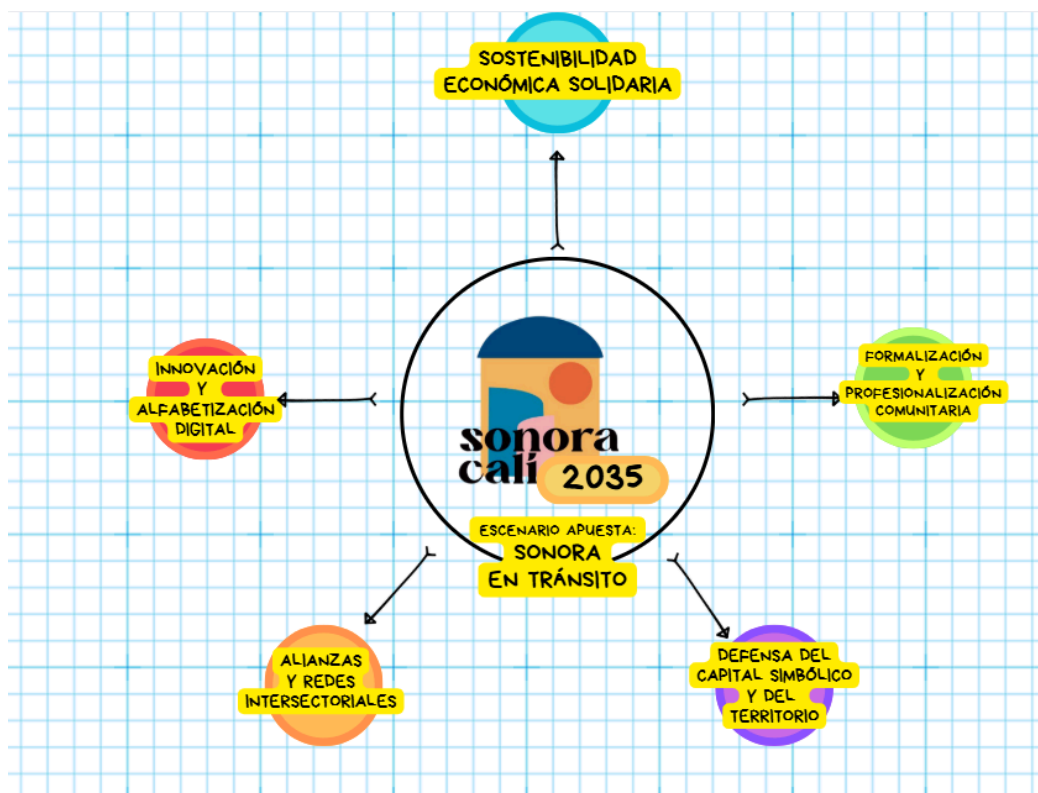 SOSTENIBILIDAD
ECONÓMICA SOLIDARIA
INNOVACIÓN
Y
ALFABETIZACIÓN
DIGITAL
FORMALIZACIÓN
Y
PROFESIONALIZACIÓN
COMUNITARIA
sonora
cali
2035
ESCENARIO APUESTA:
SONORA
EN TRÁNSITO
ALIANZAS
Y REDES
INTERSECTORIALES
DEFENSA DEL
CAPITAL SIMBÓLICO
Y DEL
TERRITORIO